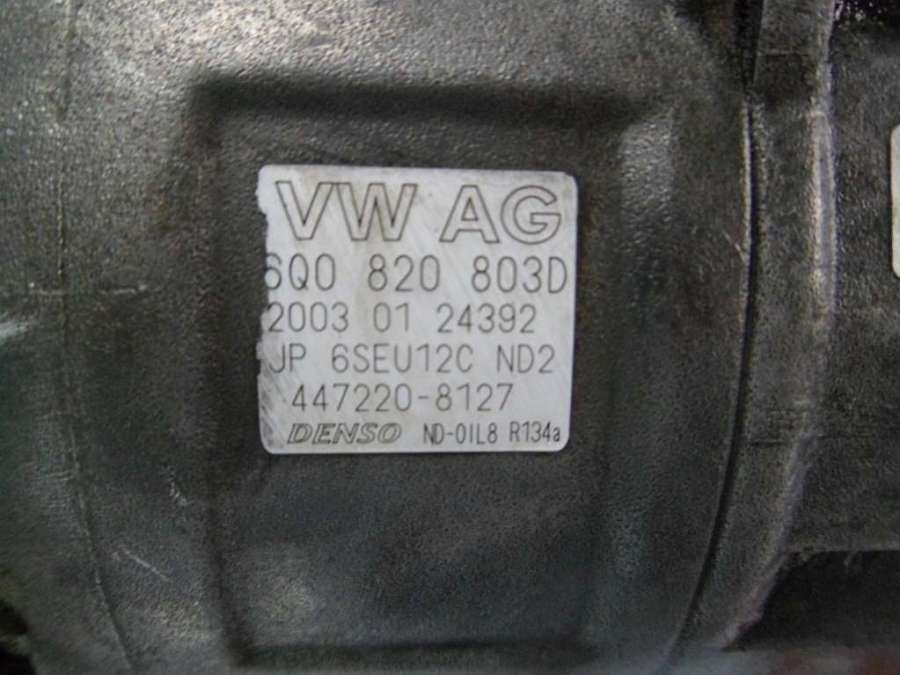 VW AG
6Q0 820 803D
2003 01 24392
JP 6SEU12C ND2
447220-8127
DENSO ND-OIL8 R134a